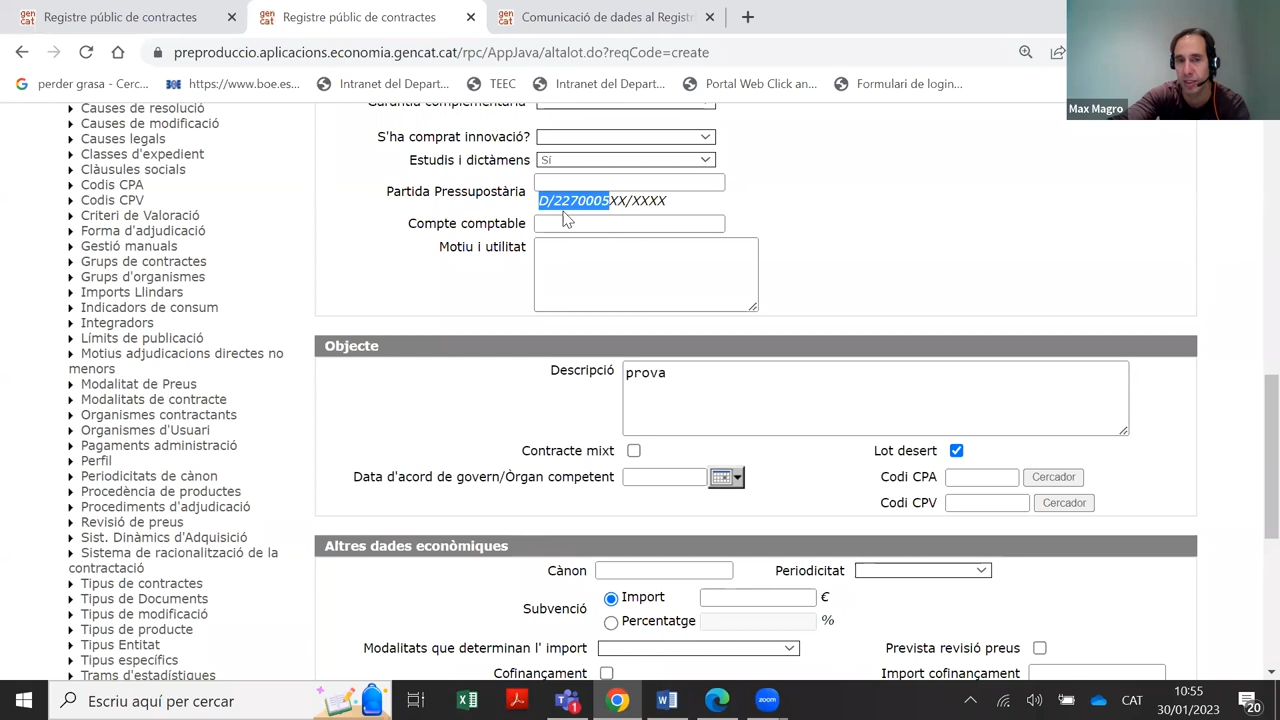 Registre públic de contractes
Registre públic de contractes
Comunicació de dades al Registr
preproduccio.aplicacions.economia.gencat.cat/rpc/AppJava/altalot.do?reqCode=create
perder grasa - Cerc...
https://www.boe.es...
Intranet del Depart...
TEEC
Intranet del Depart...
Portal Web Click an...
Formulari de login...
Max Magro
Causes de resolució
Causes de modificació
Causes legals
Classes d'expedient
Clàusules socials
Codis CPA
Codis CPV
Criteri de Valoració
Forma d'adjudicació
Gestió manuals
Grups de contractes
Grups d'organismes
Imports Llindars
Indicadors de consum
Integradors
Límits de publicació
Motius adjudicacions directes no
menors
Modalitat de Preus
Modalitats de contracte
Organismes contractants
Organismes d'Usuari
Pagaments administració
Perfil
Periodicitats de cànon
Procedència de productes
Procediments d'adjudicació
Revisió de preus
Sist. Dinàmics d'Adquisició
Sistema de racionalització de la
contractació
Tipus de contractes
Tipus de Documents
Tipus de modificació
Tipus de producte
Tipus Entitat
Tipus específics
Trams d'estadístiques
Garantia complementària
S'ha comprat innovació?
Estudis i dictàmens Sí
Partida Pressupostària
D/2270005XX/XXXX
Compte comptable
Motiu i utilitat
Objecte
Descripció prova
Contracte mixt Lot desert
Data d'acord de govern/Òrgan competent Codi CPA Cercador
Codi CPV Cercador
Altres dades econòmiques
Cànon Periodicitat
Subvenció Import €
Percentatge %
Modalitats que determinan l' import Prevista revisió preus
Cofinançament Import cofinançament
Escriu aquí per cercar
CAT
10:55
30/01/2023
20